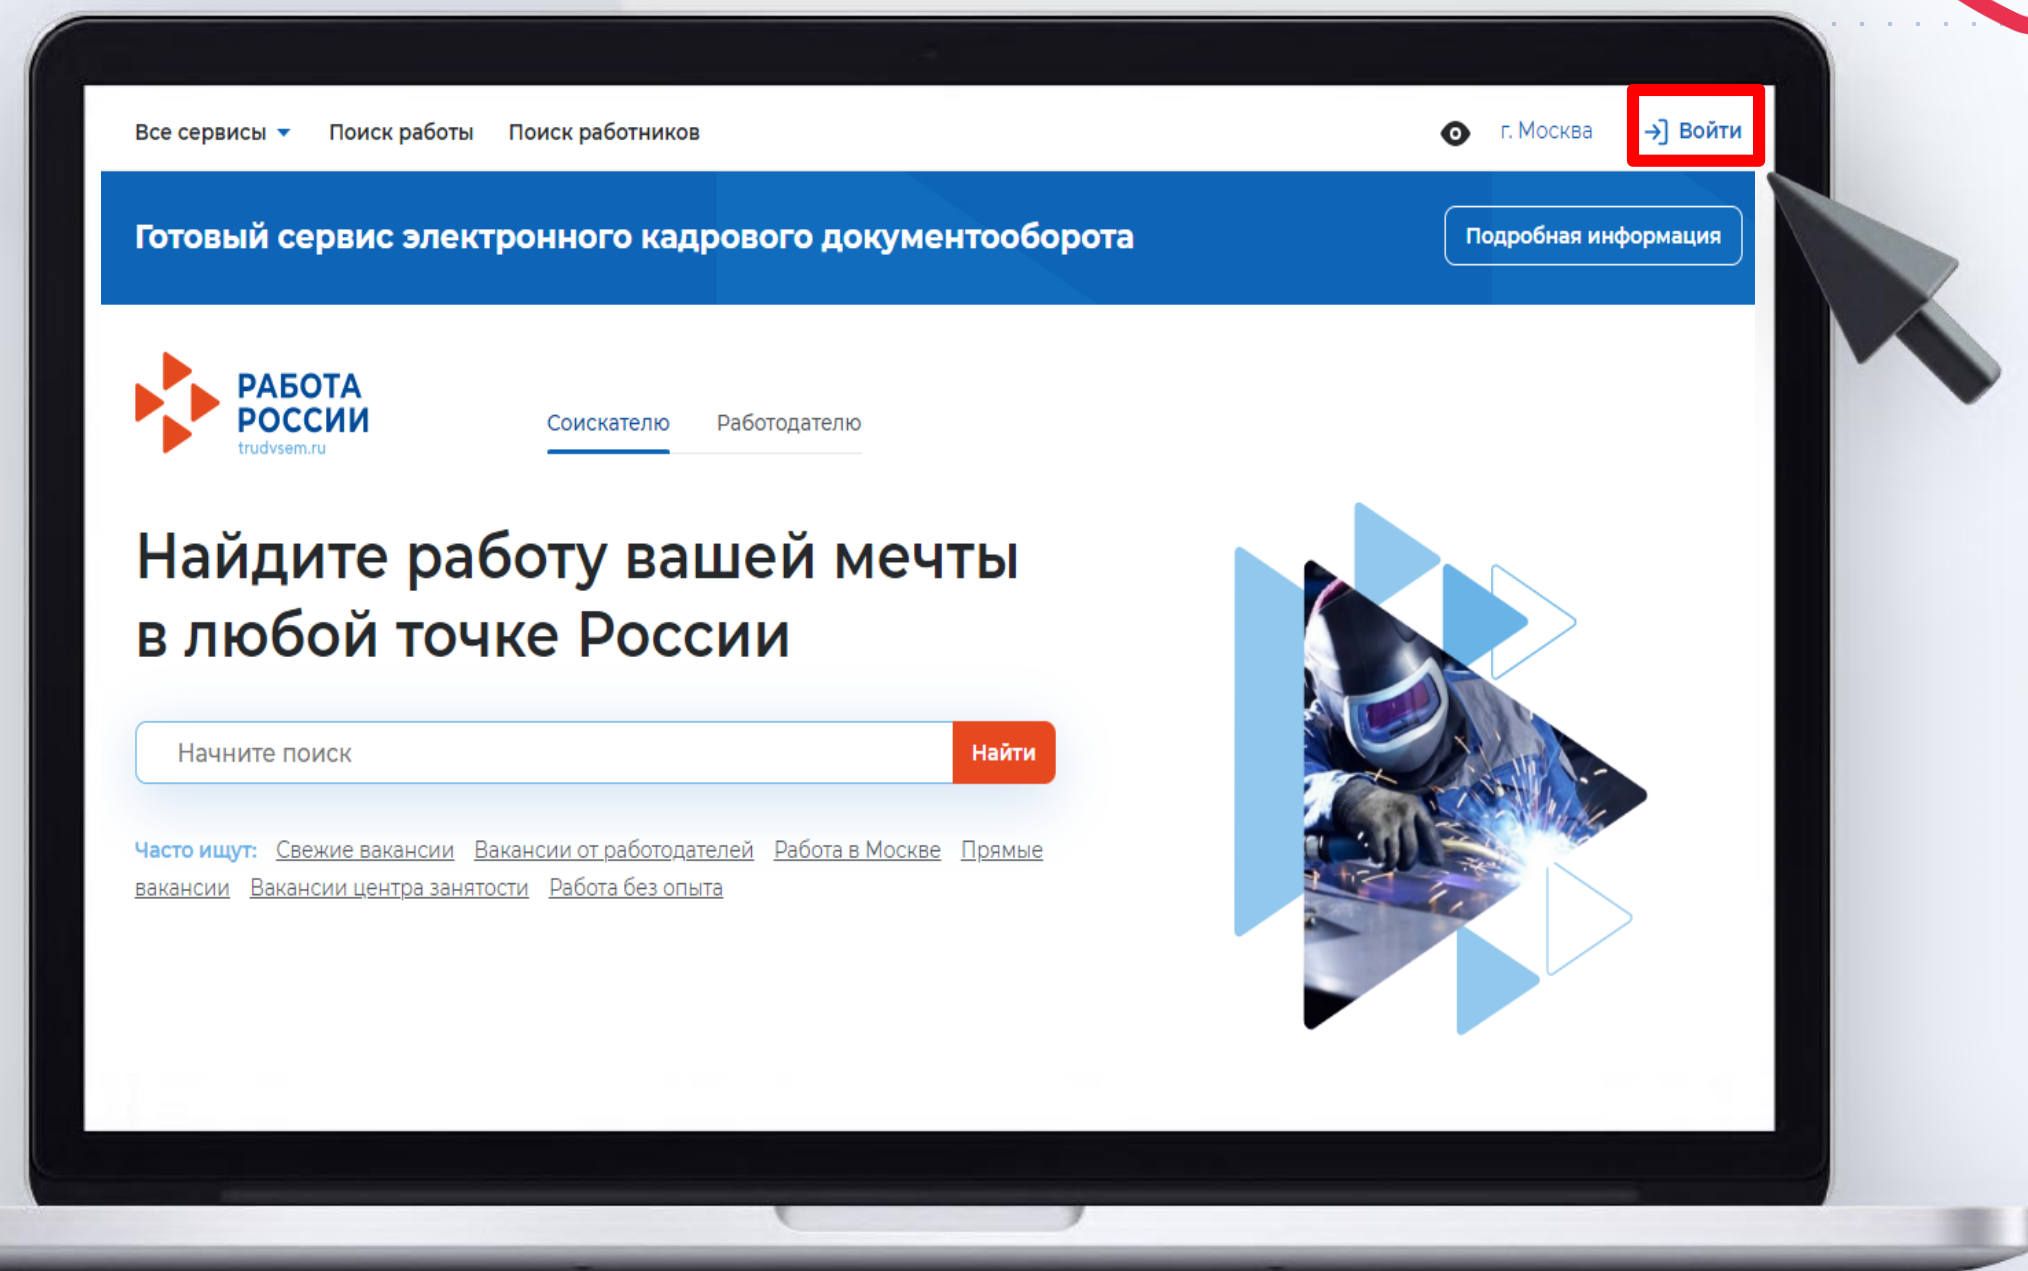 Все сервисы Поиск работы Поиск работников г. Москва Войти
Готовый сервис электронного кадрового документооборота Подробная информация
РАБОТА
РОССИИ
trudvsem.ru
Соискателю Работодателю
Найдите работу вашей мечты
в любой точке России
Начните поиск Найти
Часто ищут: Свежие вакансии Вакансии от работодателей Работа в Москве Прямые
вакансии Вакансии центра занятости Работа без опыта